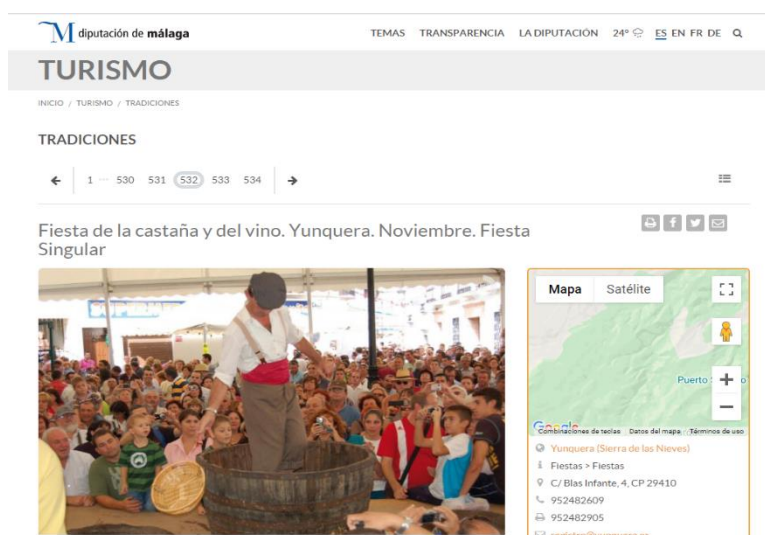 M diputación de málaga
TEMAS TRANSPARENCIA LA DIPUTACIÓN 24° ES EN FR DE
TURISMO
INICIO / TURISMO / TRADICIONES
TRADICIONES
← 1 ··· 530 531 532 533 534 →
Fiesta de la castaña y del vino. Yunquera. Noviembre. Fiesta
Singular
Mapa Satélite
Puerto
Google
Combinaciones de teclas Datos del mapa Términos de uso
Yunquera (Sierra de las Nieves)
Fiestas > Fiestas
C/ Blas Infante, 4, CP 29410
952482609
952482905